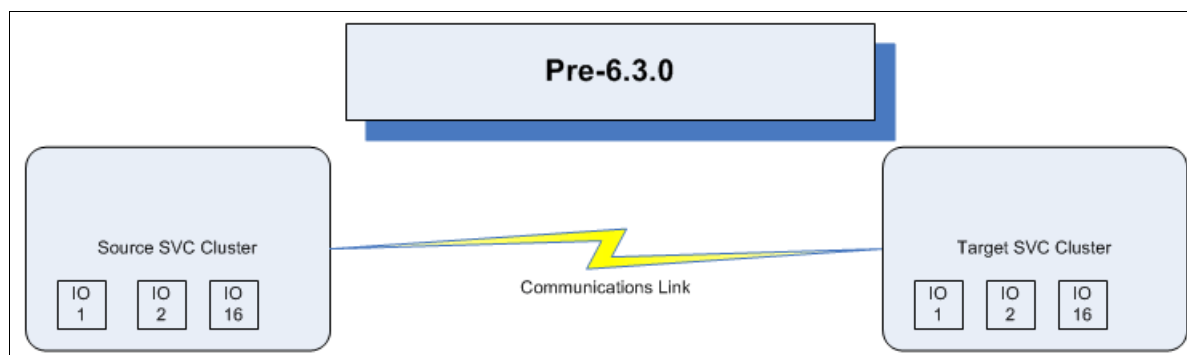 Pre-6.3.0
Source SVC Cluster
IO
1
IO
2
IO
16
Communications Link
Target SVC Cluster
IO
1
IO
2
IO
16